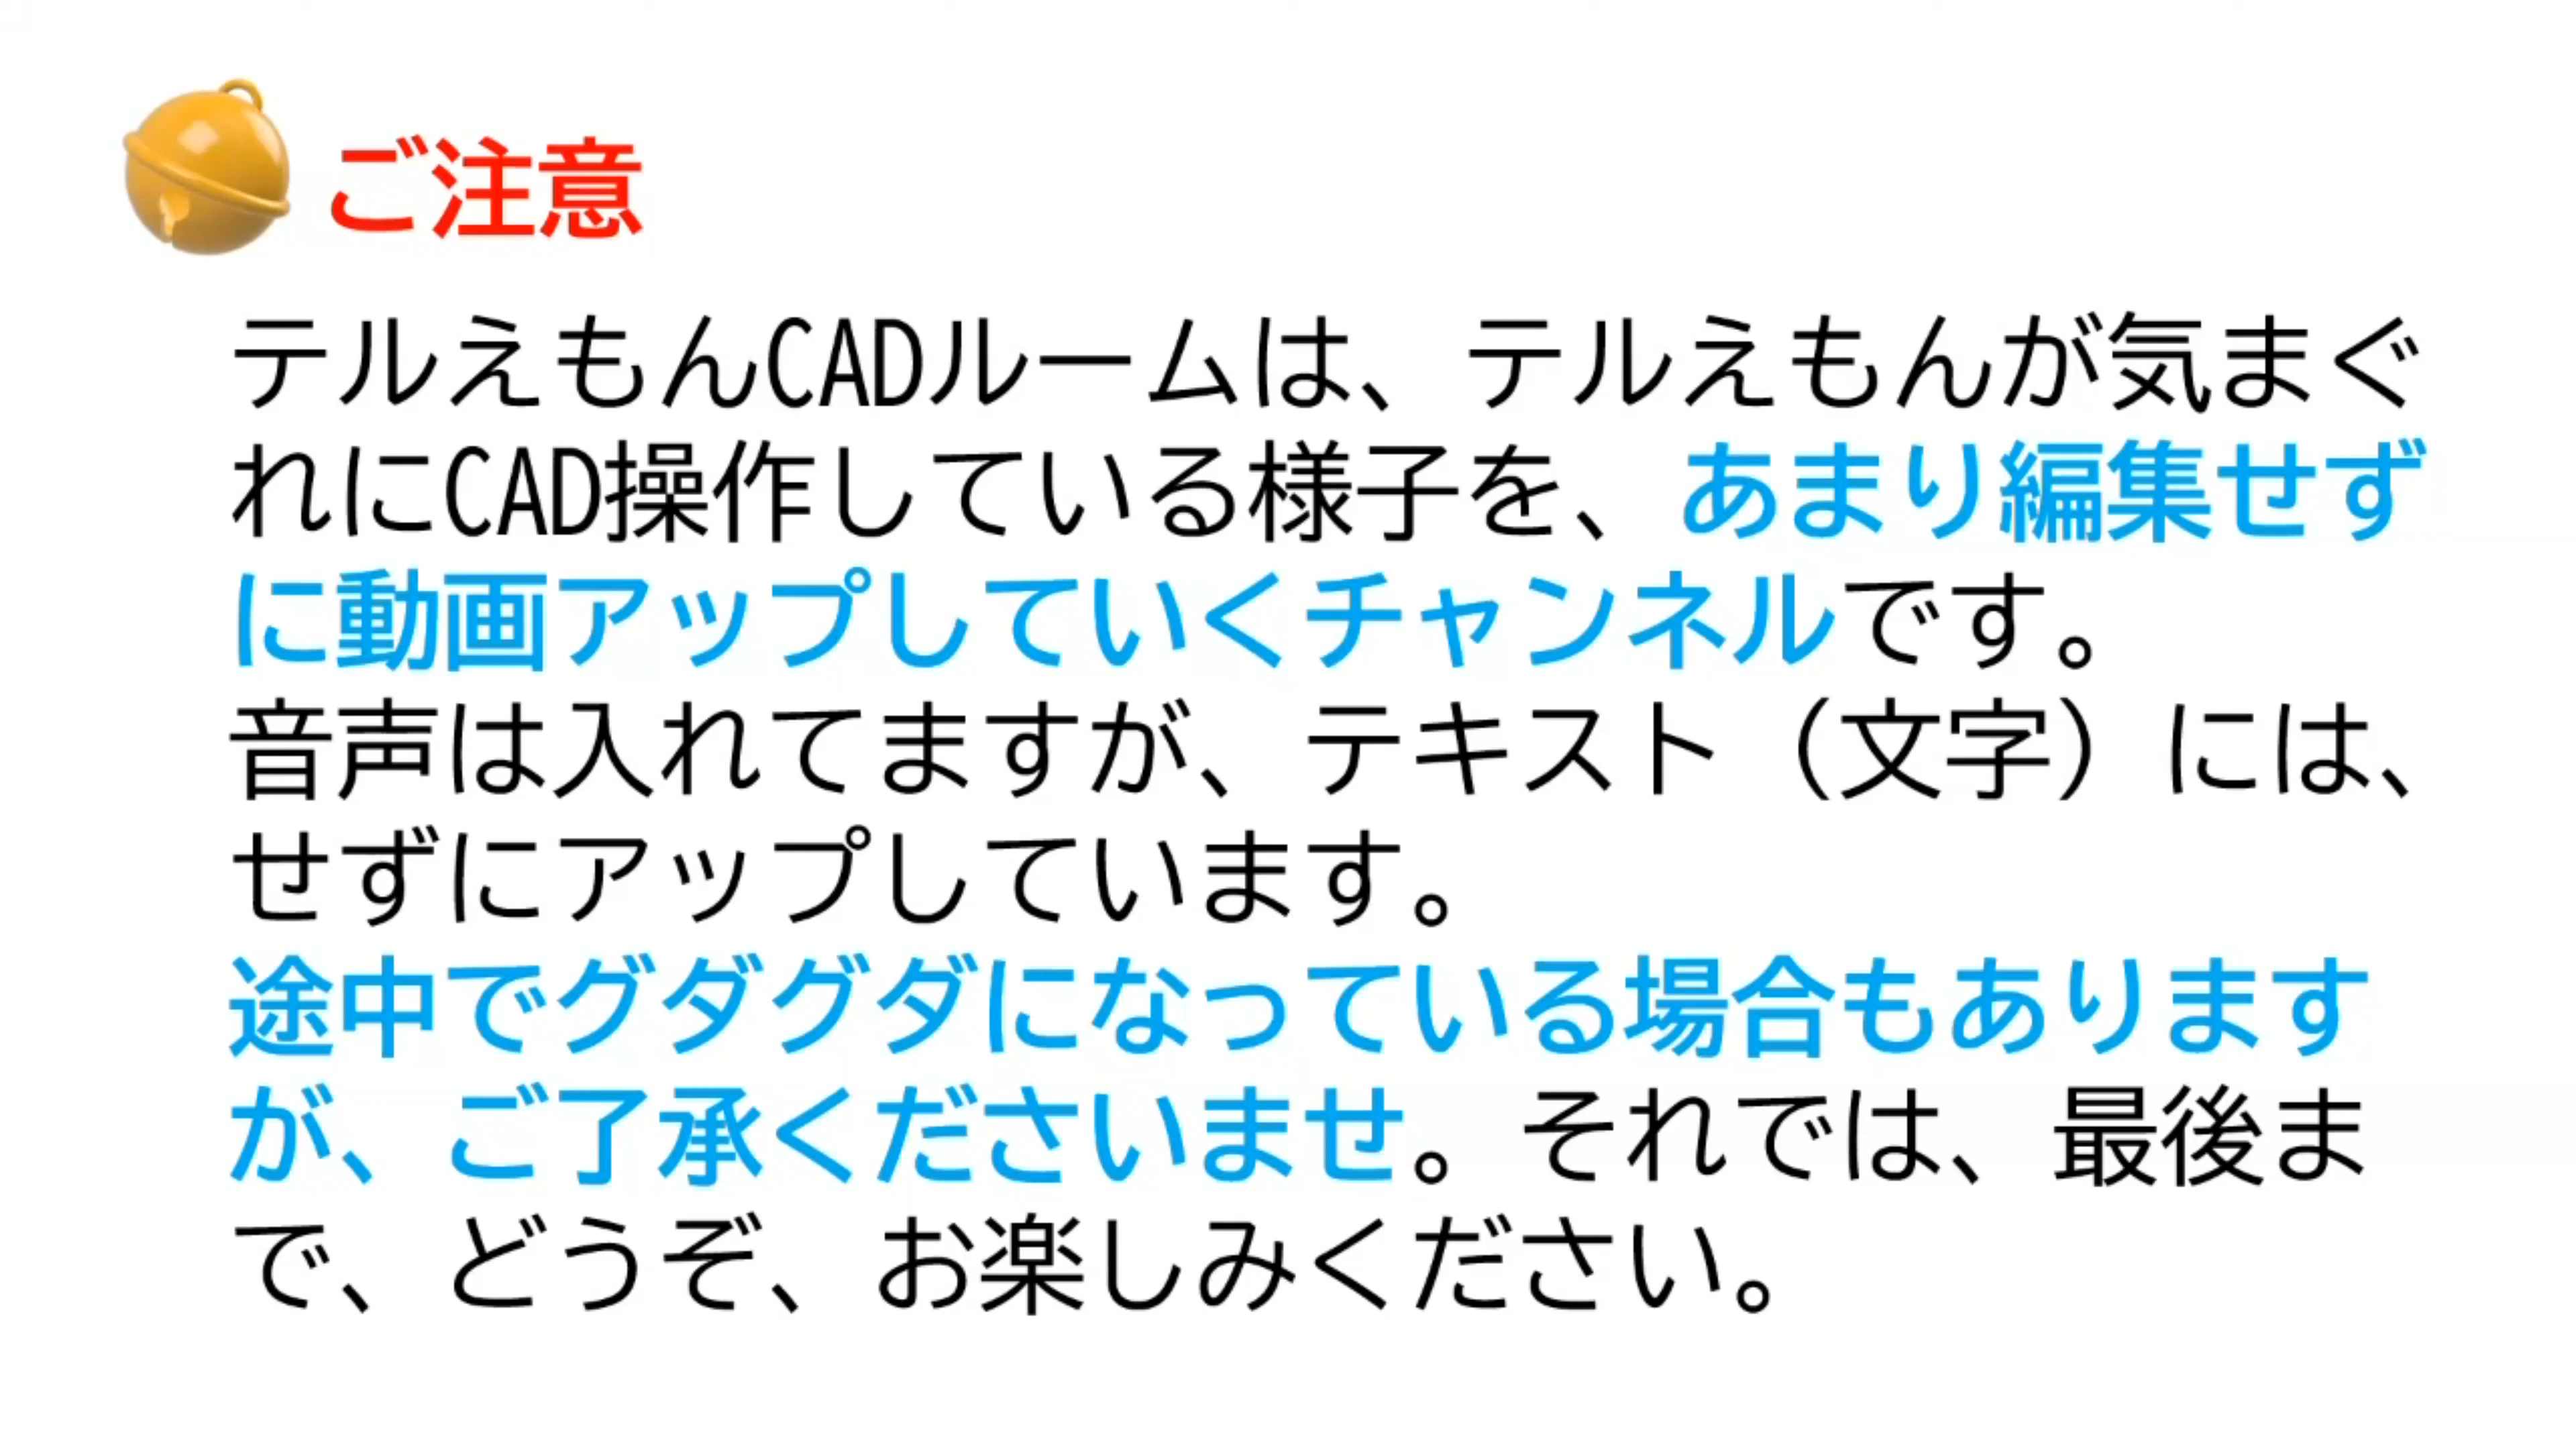 ご注意
テルえもんCADルームは、テルえもんが気まぐ
れにCAD操作している様子を、あまり編集せず
に動画アップしていくチャンネルです。
音声は入れてますが、テキスト（文字）には、
せずにアップしています。
途中でグダグダになっている場合もあります
が、ご了承くださいませ。それでは、最後ま
で、どうぞ、お楽しみください。